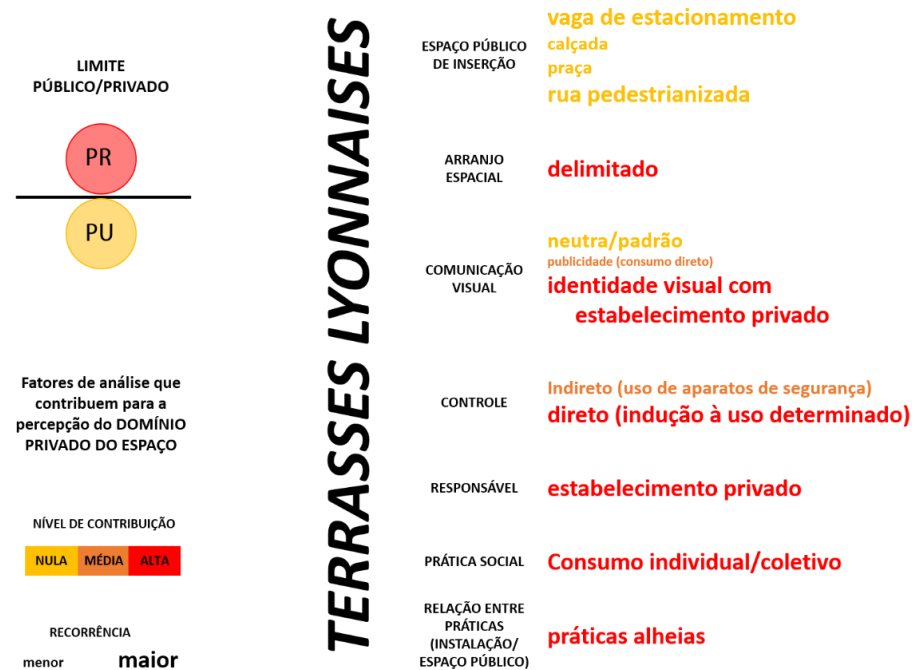 LIMITE
PÚBLICO/PRIVADO
PR
PU
Fatores de análise que
contribuem para a
percepção do DOMÍNIO
PRIVADO DO ESPAÇO
NÍVEL DE CONTRIBUIÇÃO
NULA MÉDIA ALTA
RECORRÊNCIA
menor maior
TERRASSES LYONNAISES
ESPAÇO PÚBLICO
DE INSERÇÃO
vaga de estacionamento
calçada
praça
rua pedestrianizada
ARRANJO
ESPACIAL
delimitado
COMUNICAÇÃO
VISUAL
neutra/padrão
publicidade (consumo direto)
identidade visual com
estabelecimento privado
CONTROLE
Indireto (uso de aparatos de segurança)
direto (indução à uso determinado)
RESPONSÁVEL
estabelecimento privado
PRÁTICA SOCIAL
Consumo individual/coletivo
RELAÇÃO ENTRE
PRÁTICAS
(INSTALAÇÃO/
ESPAÇO PÚBLICO)
práticas alheias